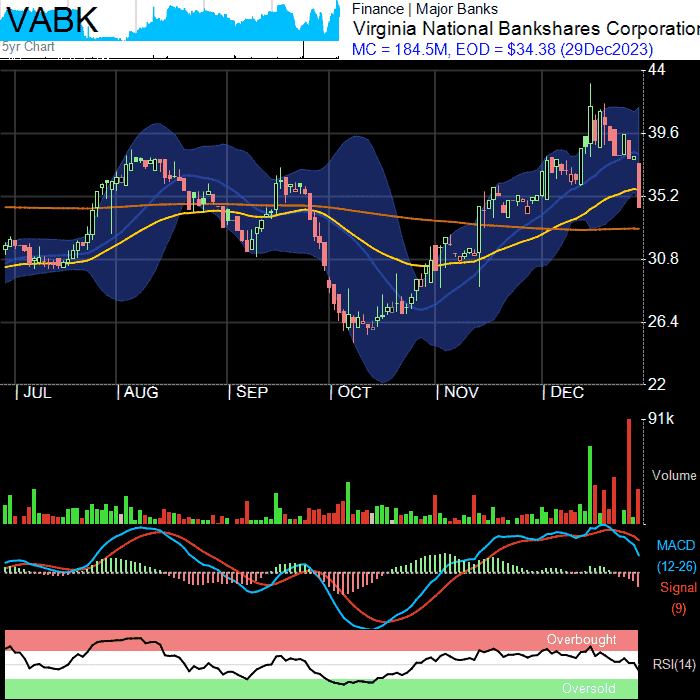 VABK
5yr Chart
Finance | Major Banks
Virginia National Bankshares Corporation
MC = 184.5M, EOD = $34.38 (29Dec2023)
44
39.6
35.2
30.8
26.4
22
JUL AUG SEP OCT NOV DEC
91k
Volume
MACD
(12-26)
Signal
(9)
Overbought
RSI(14)
Oversold